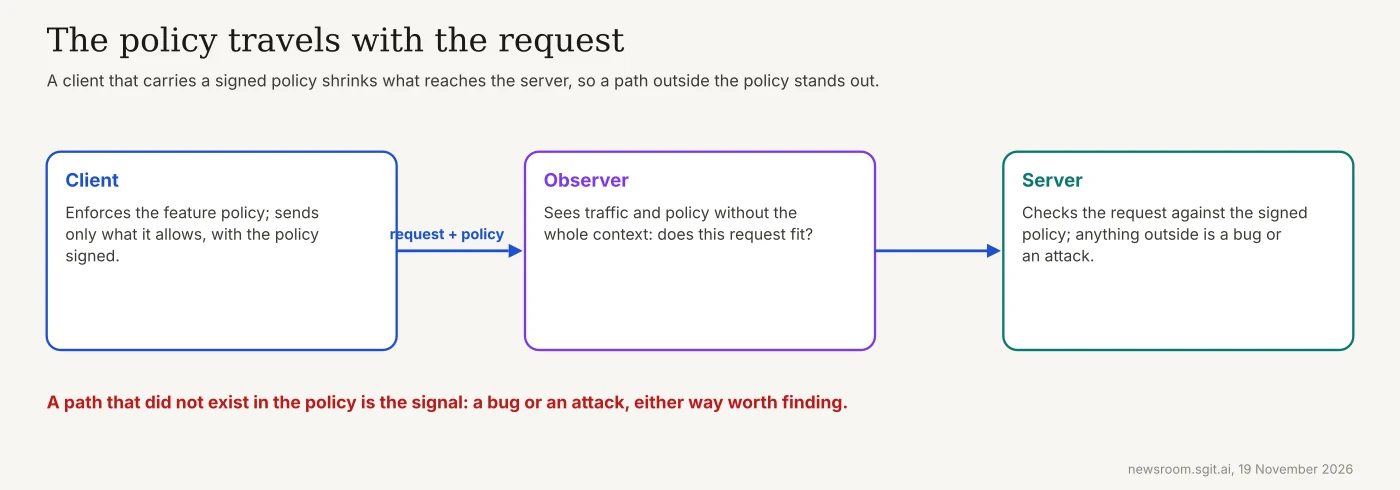 The policy travels with the request
A client that carries a signed policy shrinks what reaches the server, so a path outside the policy stands out.
Client
Enforces the feature policy; sends
only what it allows, with the policy
signed.
request + policy
Observer
Sees traffic and policy without the
whole context: does this request fit?
Server
Checks the request against the signed
policy; anything outside is a bug or
an attack.
A path that did not exist in the policy is the signal: a bug or an attack, either way worth finding.
newsroom.sgit.ai, 19 November 2026